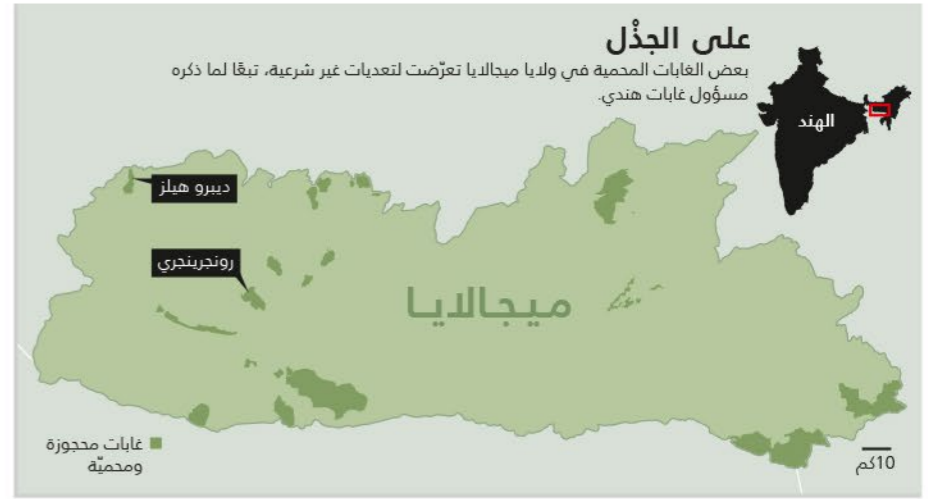 على الجذْل
بعض الغابات المحمية في ولايا ميجالايا تعرّضت لتعديات غير شرعية، تبعًا لما ذكره
مسؤول غابات هندي.
الهند
ديبرو هيلز
رونجرينجري
ميجالايا
غابات محجوزة
ومحميّة
10كم